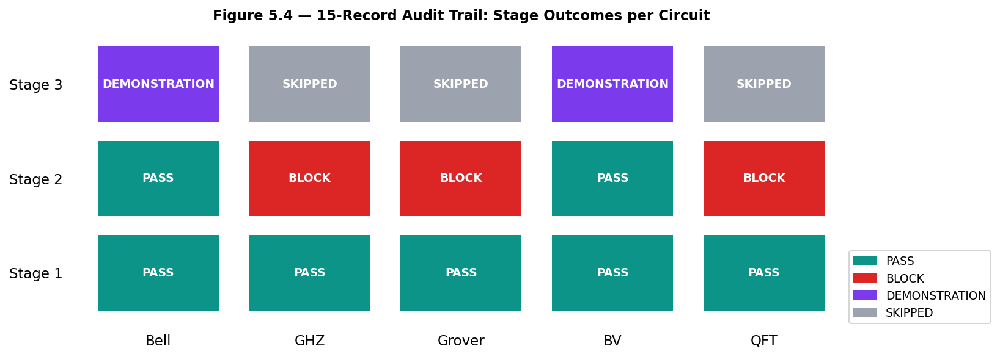 Figure 5.4 — 15-Record Audit Trail: Stage Outcomes per Circuit
Stage 3 DEMONSTRATION SKIPPED SKIPPED DEMONSTRATION SKIPPED
Stage 2 PASS BLOCK BLOCK PASS BLOCK
Stage 1 PASS PASS PASS PASS PASS
Bell GHZ Grover BV QFT
PASS
BLOCK
DEMONSTRATION
SKIPPED